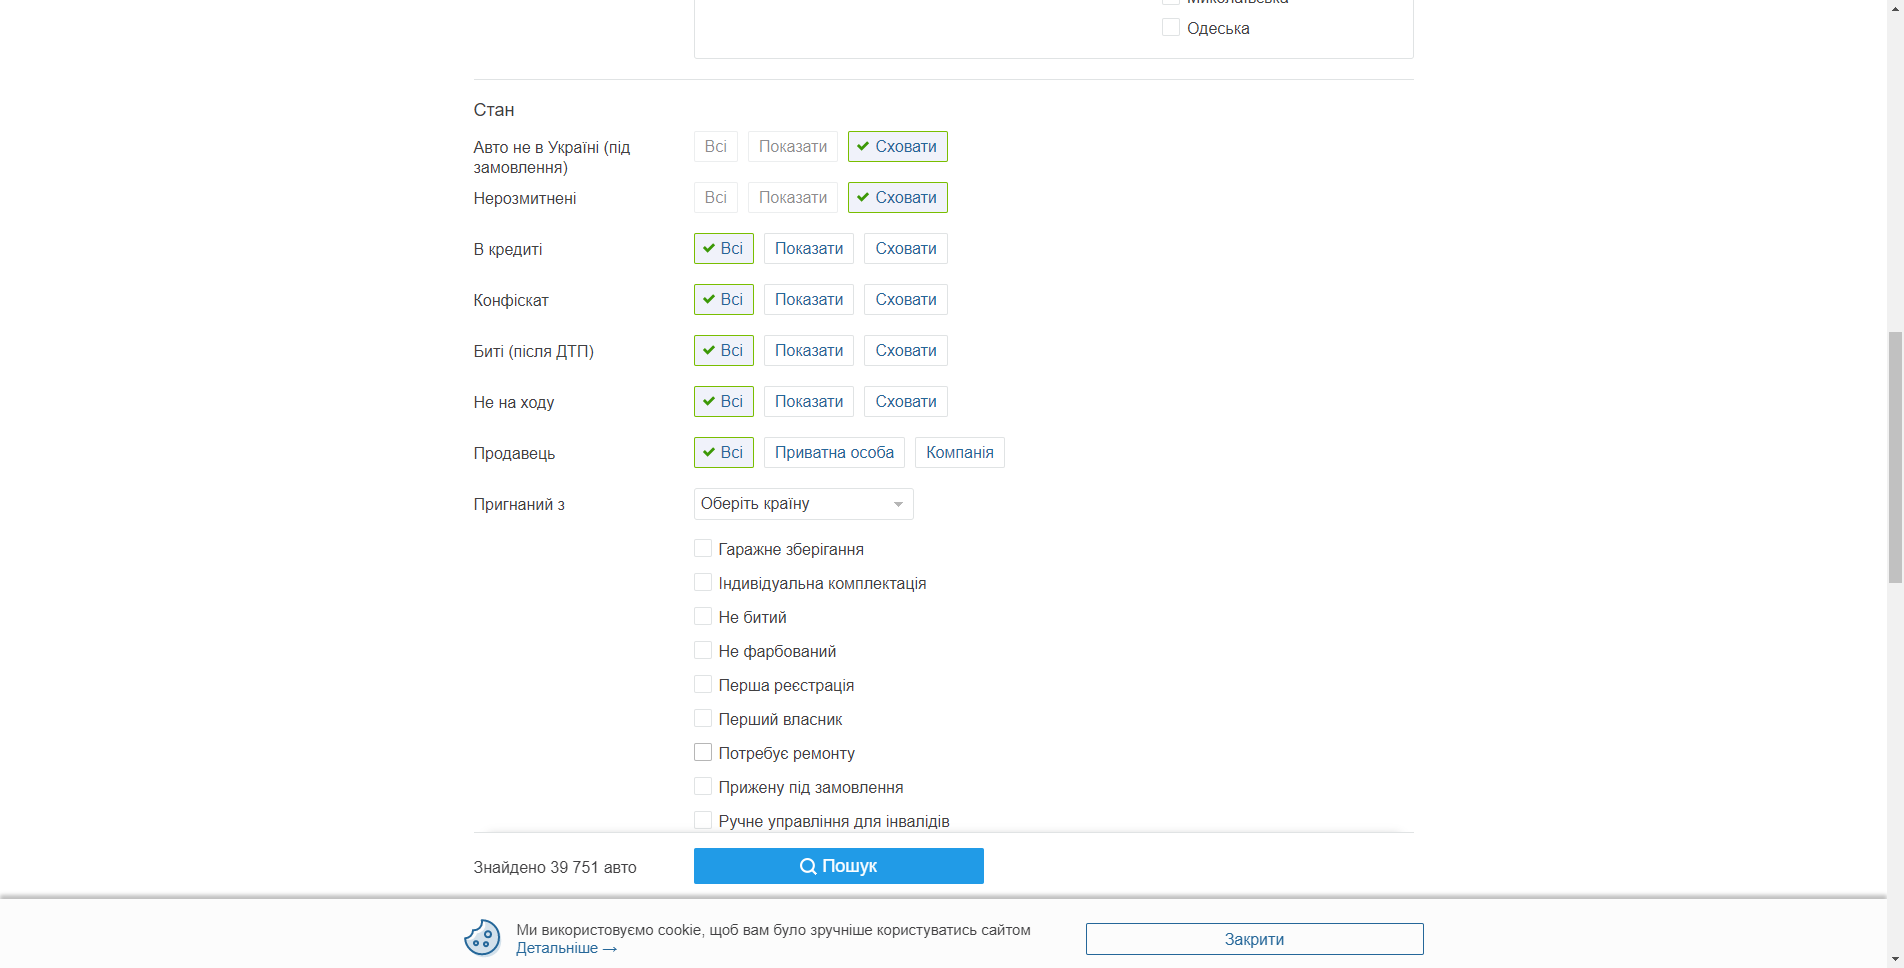 Миколаївська
Одеська
Стан
Авто не в Україні (під замовлення)
Всі Показати Сховати
Нерозмитнені Всі Показати Сховати
В кредиті Всі Показати Сховати
Конфіскат Всі Показати Сховати
Биті (після ДТП) Всі Показати Сховати
Не на ходу Всі Показати Сховати
Продавець Всі Приватна особа Компанія
Пригнаний з Оберіть країну
Гаражне зберігання
Індивідуальна комплектація
Не битий
Не фарбований
Перша реєстрація
Перший власник
Потребує ремонту
Прижену під замовлення
Ручне управління для інвалідів
Знайдено 39 751 авто Пошук
Ми використовуємо cookie, щоб вам було зручніше користуватись сайтом
Детальніше →
Закрити